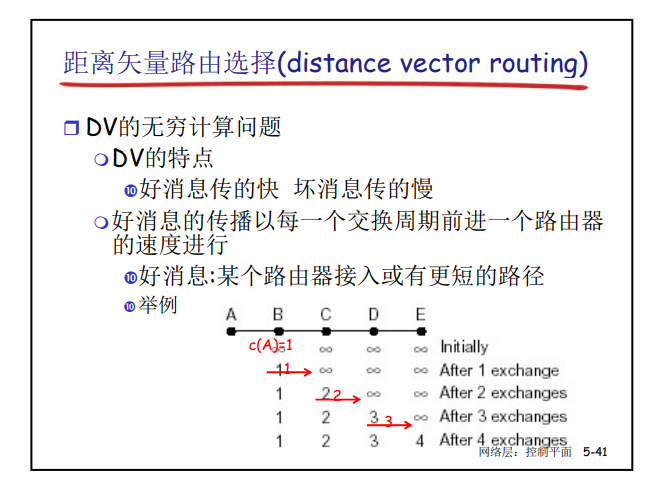 距离矢量路由选择(distance vector routing)
DV的无穷计算问题
DV的特点
好消息传的快 坏消息传的慢
好消息的传播以每一个交换周期前进一个路由器
的速度进行
好消息:某个路由器接入或有更短的路径
举例
A B C D E
c(A)=1
∞ ∞ ∞ ∞ Initially
1 1 ∞ ∞ ∞ After 1 exchange
1 2 2 ∞ ∞ After 2 exchanges
1 2 3 3 ∞ After 3 exchanges
1 2 3 4 After 4 exchanges
网络层：控制平面 5-41